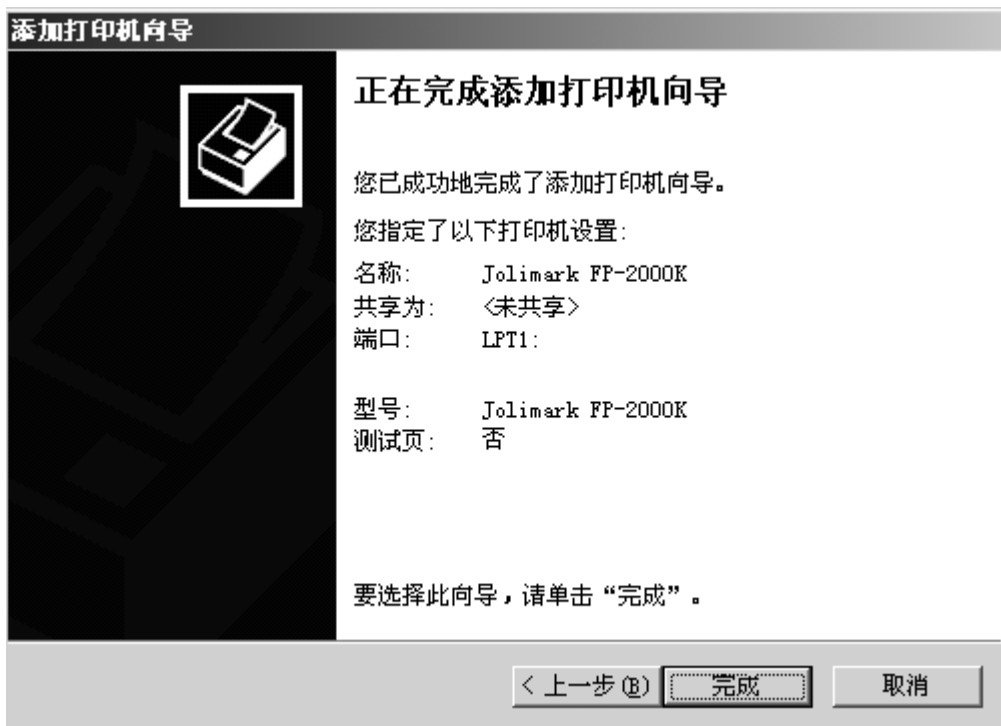 添加打印机向导
正在完成添加打印机向导
您已成功地完成了添加打印机向导。
您指定了以下打印机设置:
名称: Jolimark FP-2000K
共享为: <未共享>
端口: LPT1:
型号: Jolimark FP-2000K
测试页: 否
要选择此向导，请单击“完成”。
< 上一步(B) 完成 取消